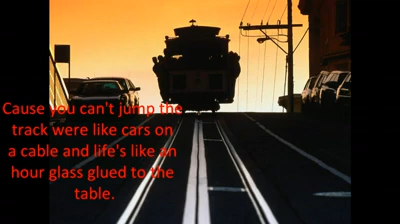 Cause you can't jump the
track were like cars on
a cable and life's like an
hour glass glued to the
table.